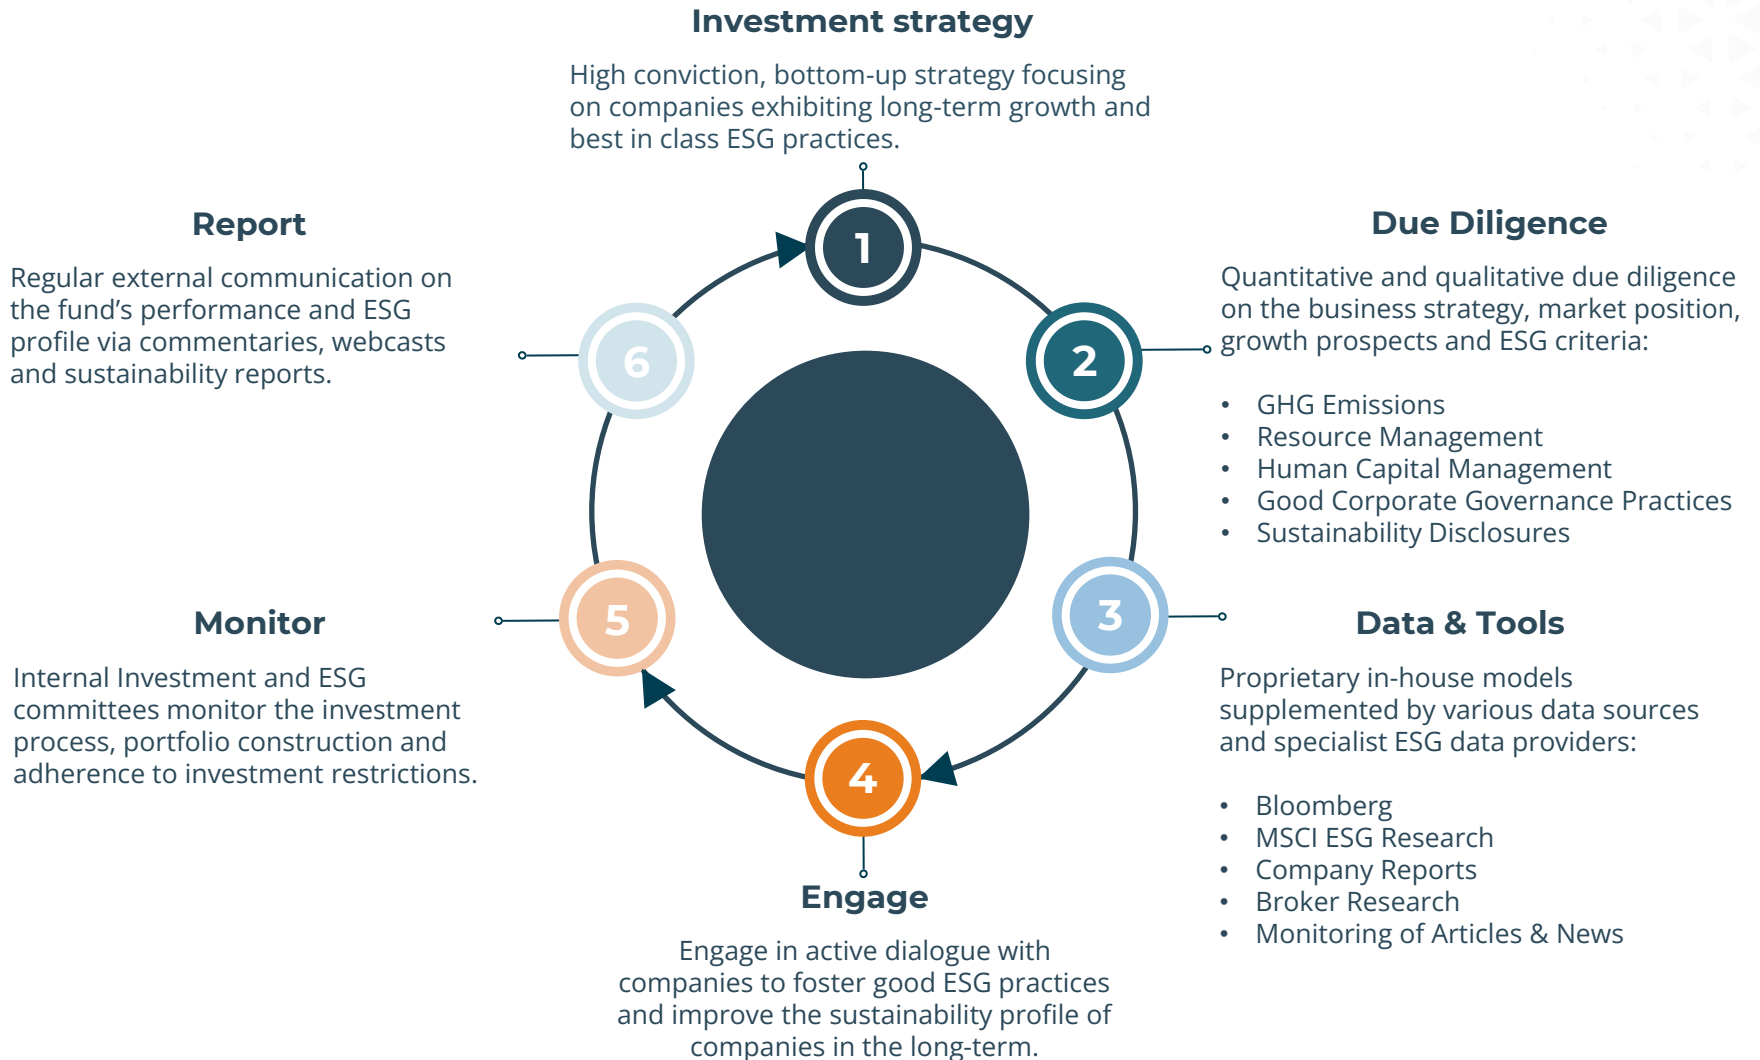 Investment strategy
High conviction, bottom-up strategy focusing
on companies exhibiting long-term growth and
best in class ESG practices.
1
Due Diligence
Quantitative and qualitative due diligence
on the business strategy, market position,
growth prospects and ESG criteria:
• GHG Emissions
• Resource Management
• Human Capital Management
• Good Corporate Governance Practices
• Sustainability Disclosures
2
Data & Tools
Proprietary in-house models
supplemented by various data sources
and specialist ESG data providers:
• Bloomberg
• MSCI ESG Research
• Company Reports
• Broker Research
• Monitoring of Articles & News
3
4
Engage
Engage in active dialogue with
companies to foster good ESG practices
and improve the sustainability profile of
companies in the long-term.
Monitor
Internal Investment and ESG
committees monitor the investment
process, portfolio construction and
adherence to investment restrictions.
5
Report
Regular external communication on
the fund’s performance and ESG
profile via commentaries, webcasts
and sustainability reports.
6